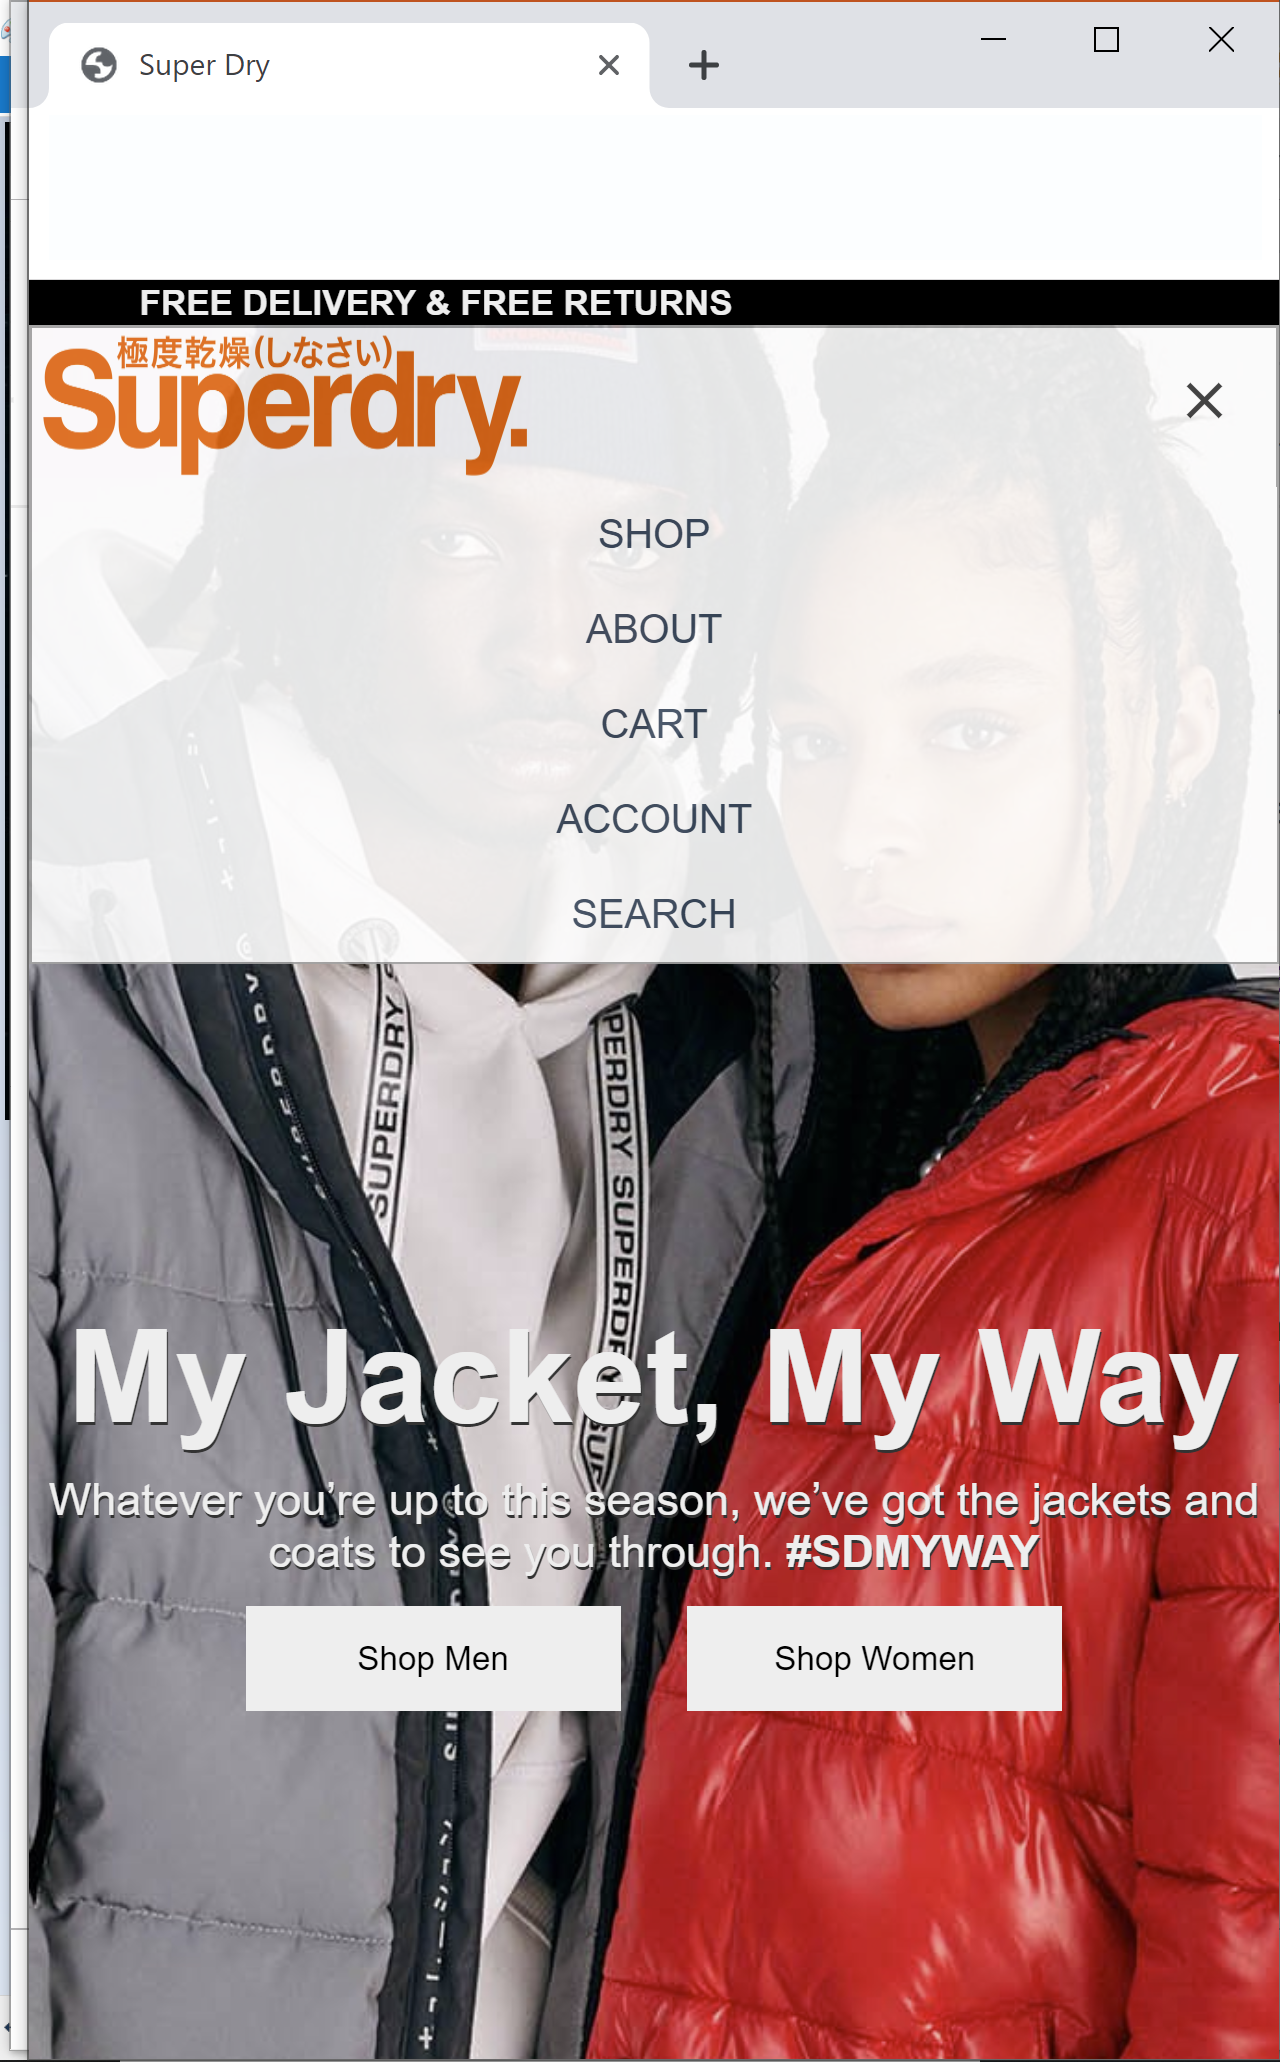 Super Dry
FREE DELIVERY & FREE RETURNS
極度乾燥(しなさい)
Superdry.
SHOP
ABOUT
CART
ACCOUNT
SEARCH
SUPERDRY
SUPERDRY
PERDRY SUPERDRY SUP
My Jacket, My Way
Whatever you’re up to this season, we’ve got the jackets and
coats to see you through. #SDMYWAY
Shop Men
Shop Women